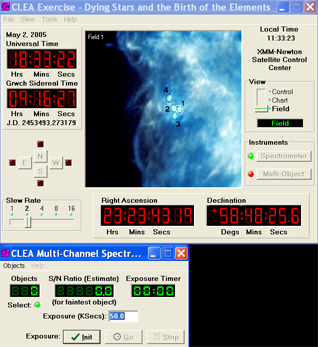 CLEA Exercise - Dying Stars and the Birth of the Elements
File Slew Tools Help
May 2, 2005
Universal Time
18:33:22
Hrs Mins Secs
Grwch Sidereal Time
09:16:27
Hrs Mins Secs
J.D. 2453493.273179
N
E W
S
Slew Rate
1 2 4 8 16
Field 1
4
1
2
3
Local Time
11:33:23
XMM-Newton
Satellite Control
Center
View
Control
Chart
Field
Field
Instruments
Spectrometer
Multi-Object
Right Ascension
23:23:43.19
Hrs Mins Secs
Declination
+58:48:25.6
Degs Mins Secs
CLEA Multi-Channel Spectr...
Objects Help
Objects
0
S/N Ratio (Estimate)
0.0
for faintest object)
Exposure Timer
00:00
Select:
Exposure (KSecs): 50.0
Exposure: Init Go Stop